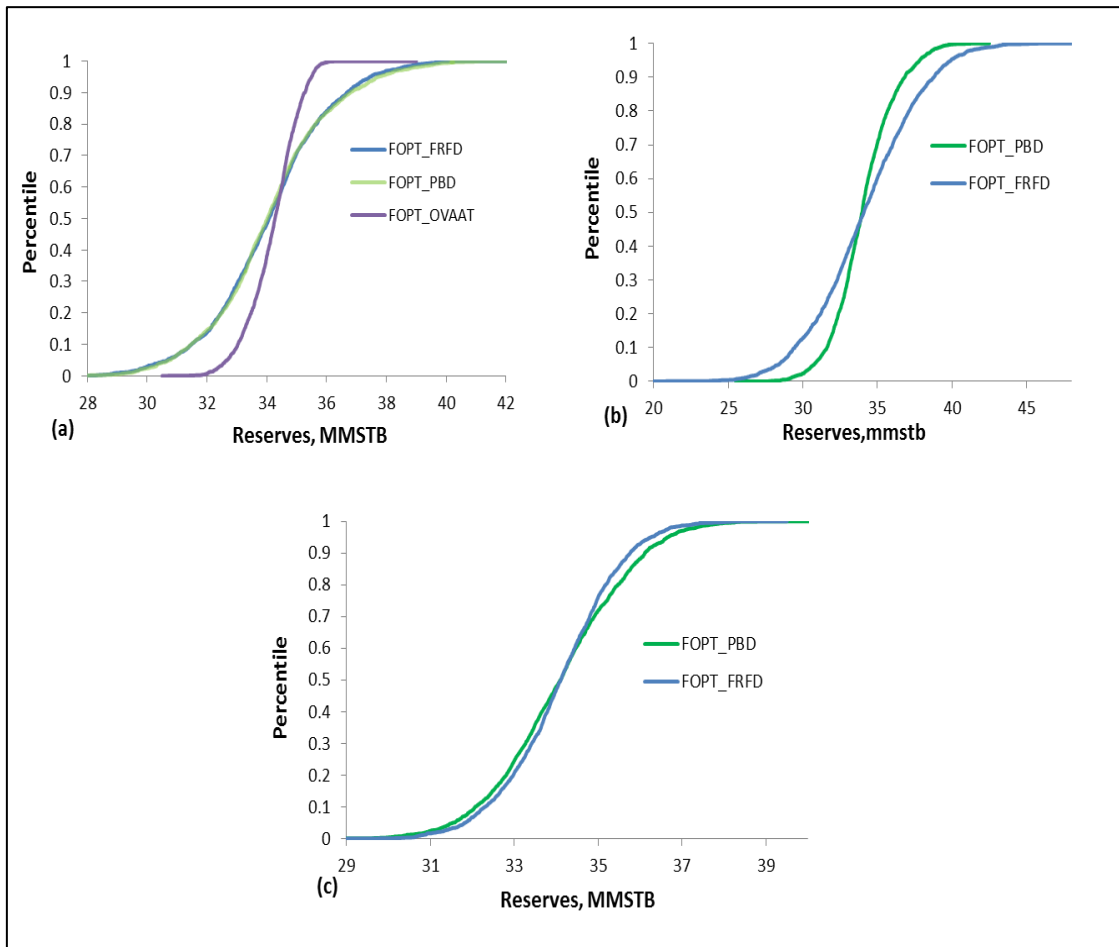 1
0.9
0.8
0.7
0.6
0.5
0.4
0.3
0.2
0.1
0
Percentile
FOPT_FRFD
FOPT_PBD
FOPT_OVAAT
28 30 32 34 36 38 40 42
(a)
Reserves, MMSTB
1
0.9
0.8
0.7
0.6
0.5
0.4
0.3
0.2
0.1
0
Percentile
FOPT_PBD
FOPT_FRFD
20 25 30 35 40 45
(b)
Reserves,mmstb
1
0.9
0.8
0.7
0.6
0.5
0.4
0.3
0.2
0.1
0
Percentile
FOPT_PBD
FOPT_FRFD
29 31 33 35 37 39
(c)
Reserves, MMSTB